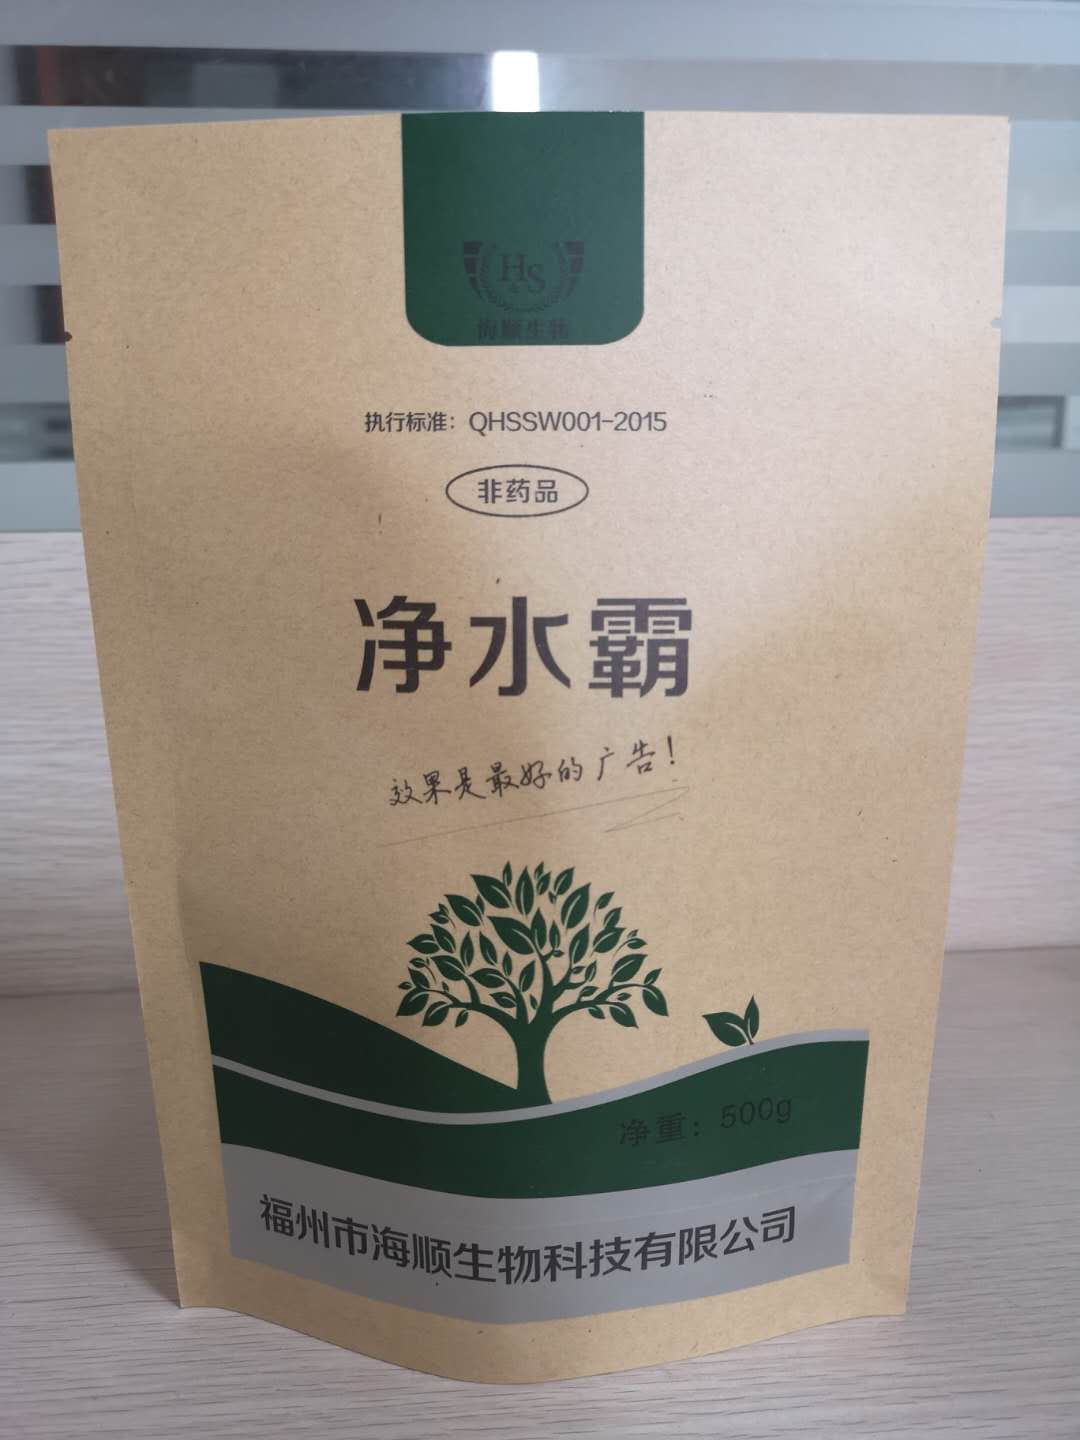 HS
海顺生物
执行标准：QHSSW001-2015
非药品
净水霸
效果是最好的广告！
净重：500g
福州市海顺生物科技有限公司